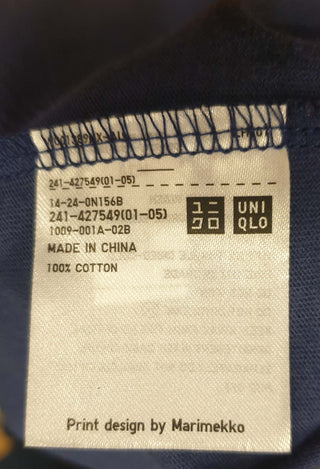 241-427549(01-05)
14-24-0N156B
241-427549(01-05)
1009-001A-02B
MADE IN CHINA
100% COTTON
ユニ
クロ
UNI
QLO
Print design by Marimekko